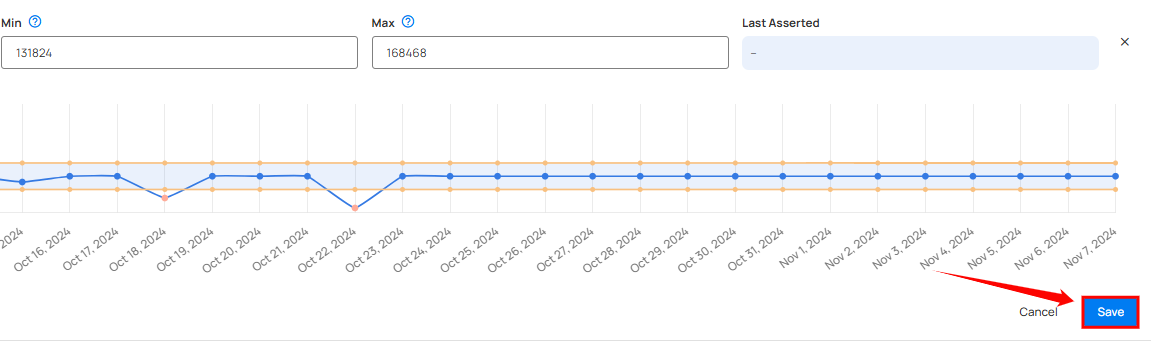 Min ? Max ? Last Asserted
131824 168468 –
, 2024 Oct 16, 2024 Oct 17, 2024 Oct 18, 2024 Oct 19, 2024 Oct 20, 2024 Oct 21, 2024 Oct 22, 2024 Oct 23, 2024 Oct 24, 2024 Oct 25, 2024 Oct 26, 2024 Oct 27, 2024 Oct 28, 2024 Oct 29, 2024 Oct 30, 2024 Oct 31, 2024 Nov 1, 2024 Nov 2, 2024 Nov 3, 2024 Nov 4, 2024 Nov 5, 2024 Nov 6, 2024 Nov 7, 2024
Cancel Save